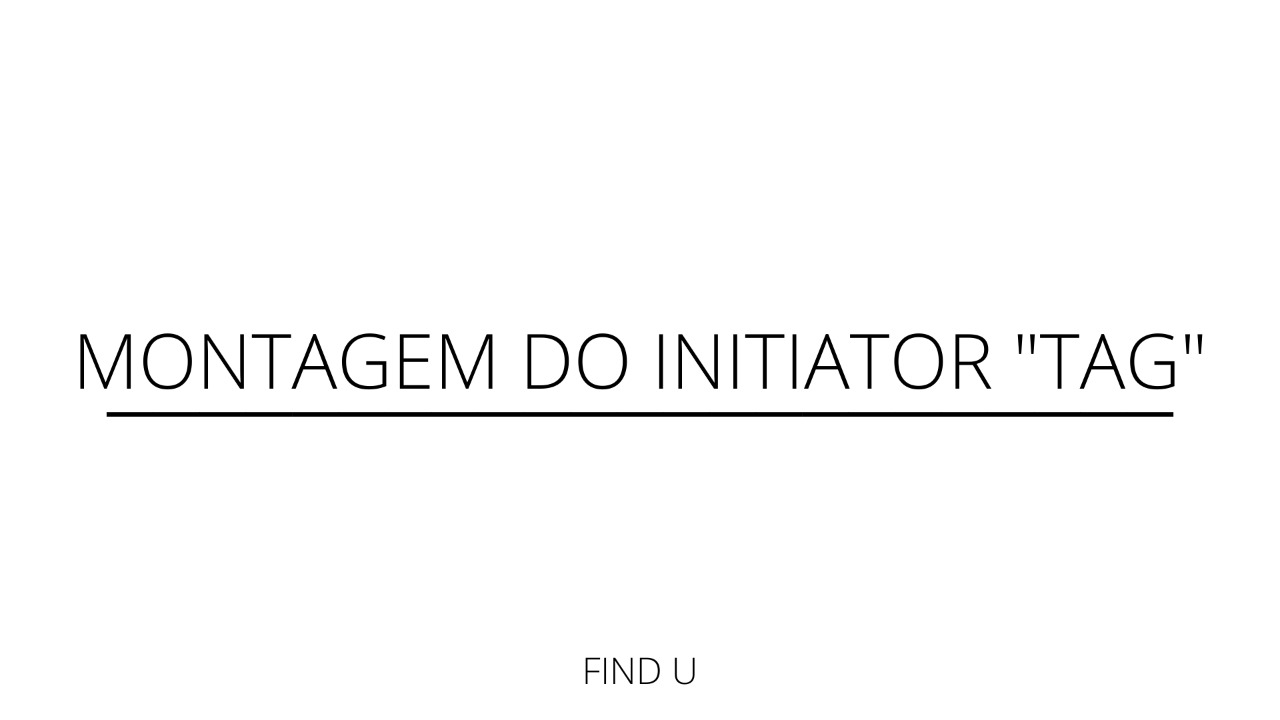 MONTAGEM DO INITIATOR "TAG"
FIND U